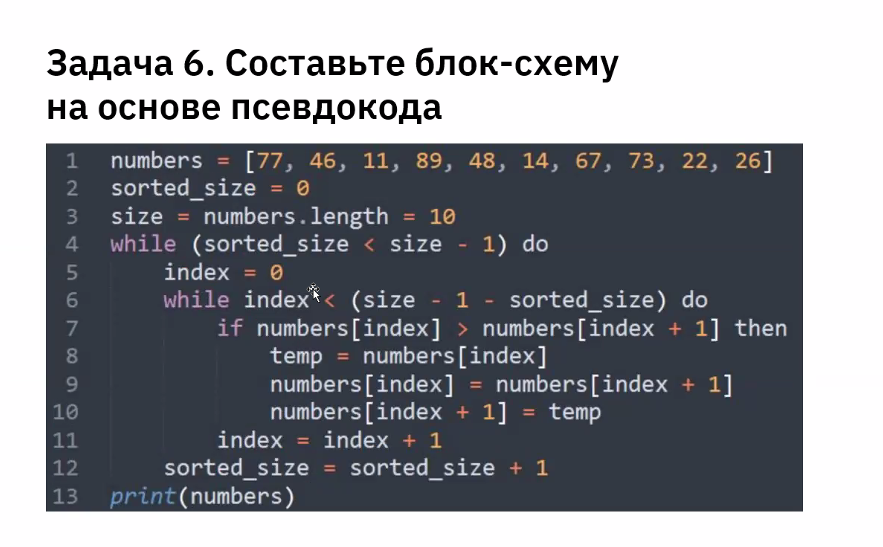 Задача 6. Составьте блок-схему
на основе псевдокода
1 numbers = [77, 46, 11, 89, 48, 14, 67, 73, 22, 26]
2 sorted_size = 0
3 size = numbers.length = 10
4 while (sorted_size < size - 1) do
5 index = 0
6 while index < (size - 1 - sorted_size) do
7 if numbers[index] > numbers[index + 1] then
8 temp = numbers[index]
9 numbers[index] = numbers[index + 1]
10 numbers[index + 1] = temp
11 index = index + 1
12 sorted_size = sorted_size + 1
13 print(numbers)